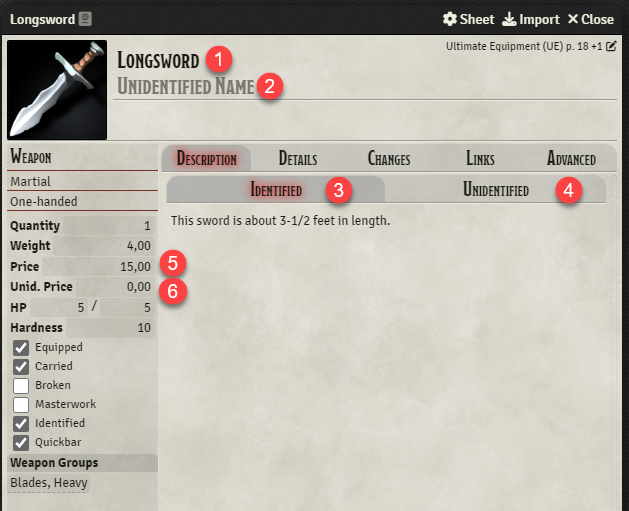 Longsword Sheet Import Close
Ultimate Equipment (UE) p. 18 +1
Longsword 1
Unidentified Name 2
Weapon
Martial
One-handed
Quantity 1
Weight 4,00
Price 15,00 5
Unid. Price 0,00 6
HP 5 / 5
Hardness 10
Equipped
Carried
Broken
Masterwork
Identified
Quickbar
Weapon Groups
Blades, Heavy
Description Details Changes Links Advanced
Identified 3 Unidentified 4
This sword is about 3-1/2 feet in length.